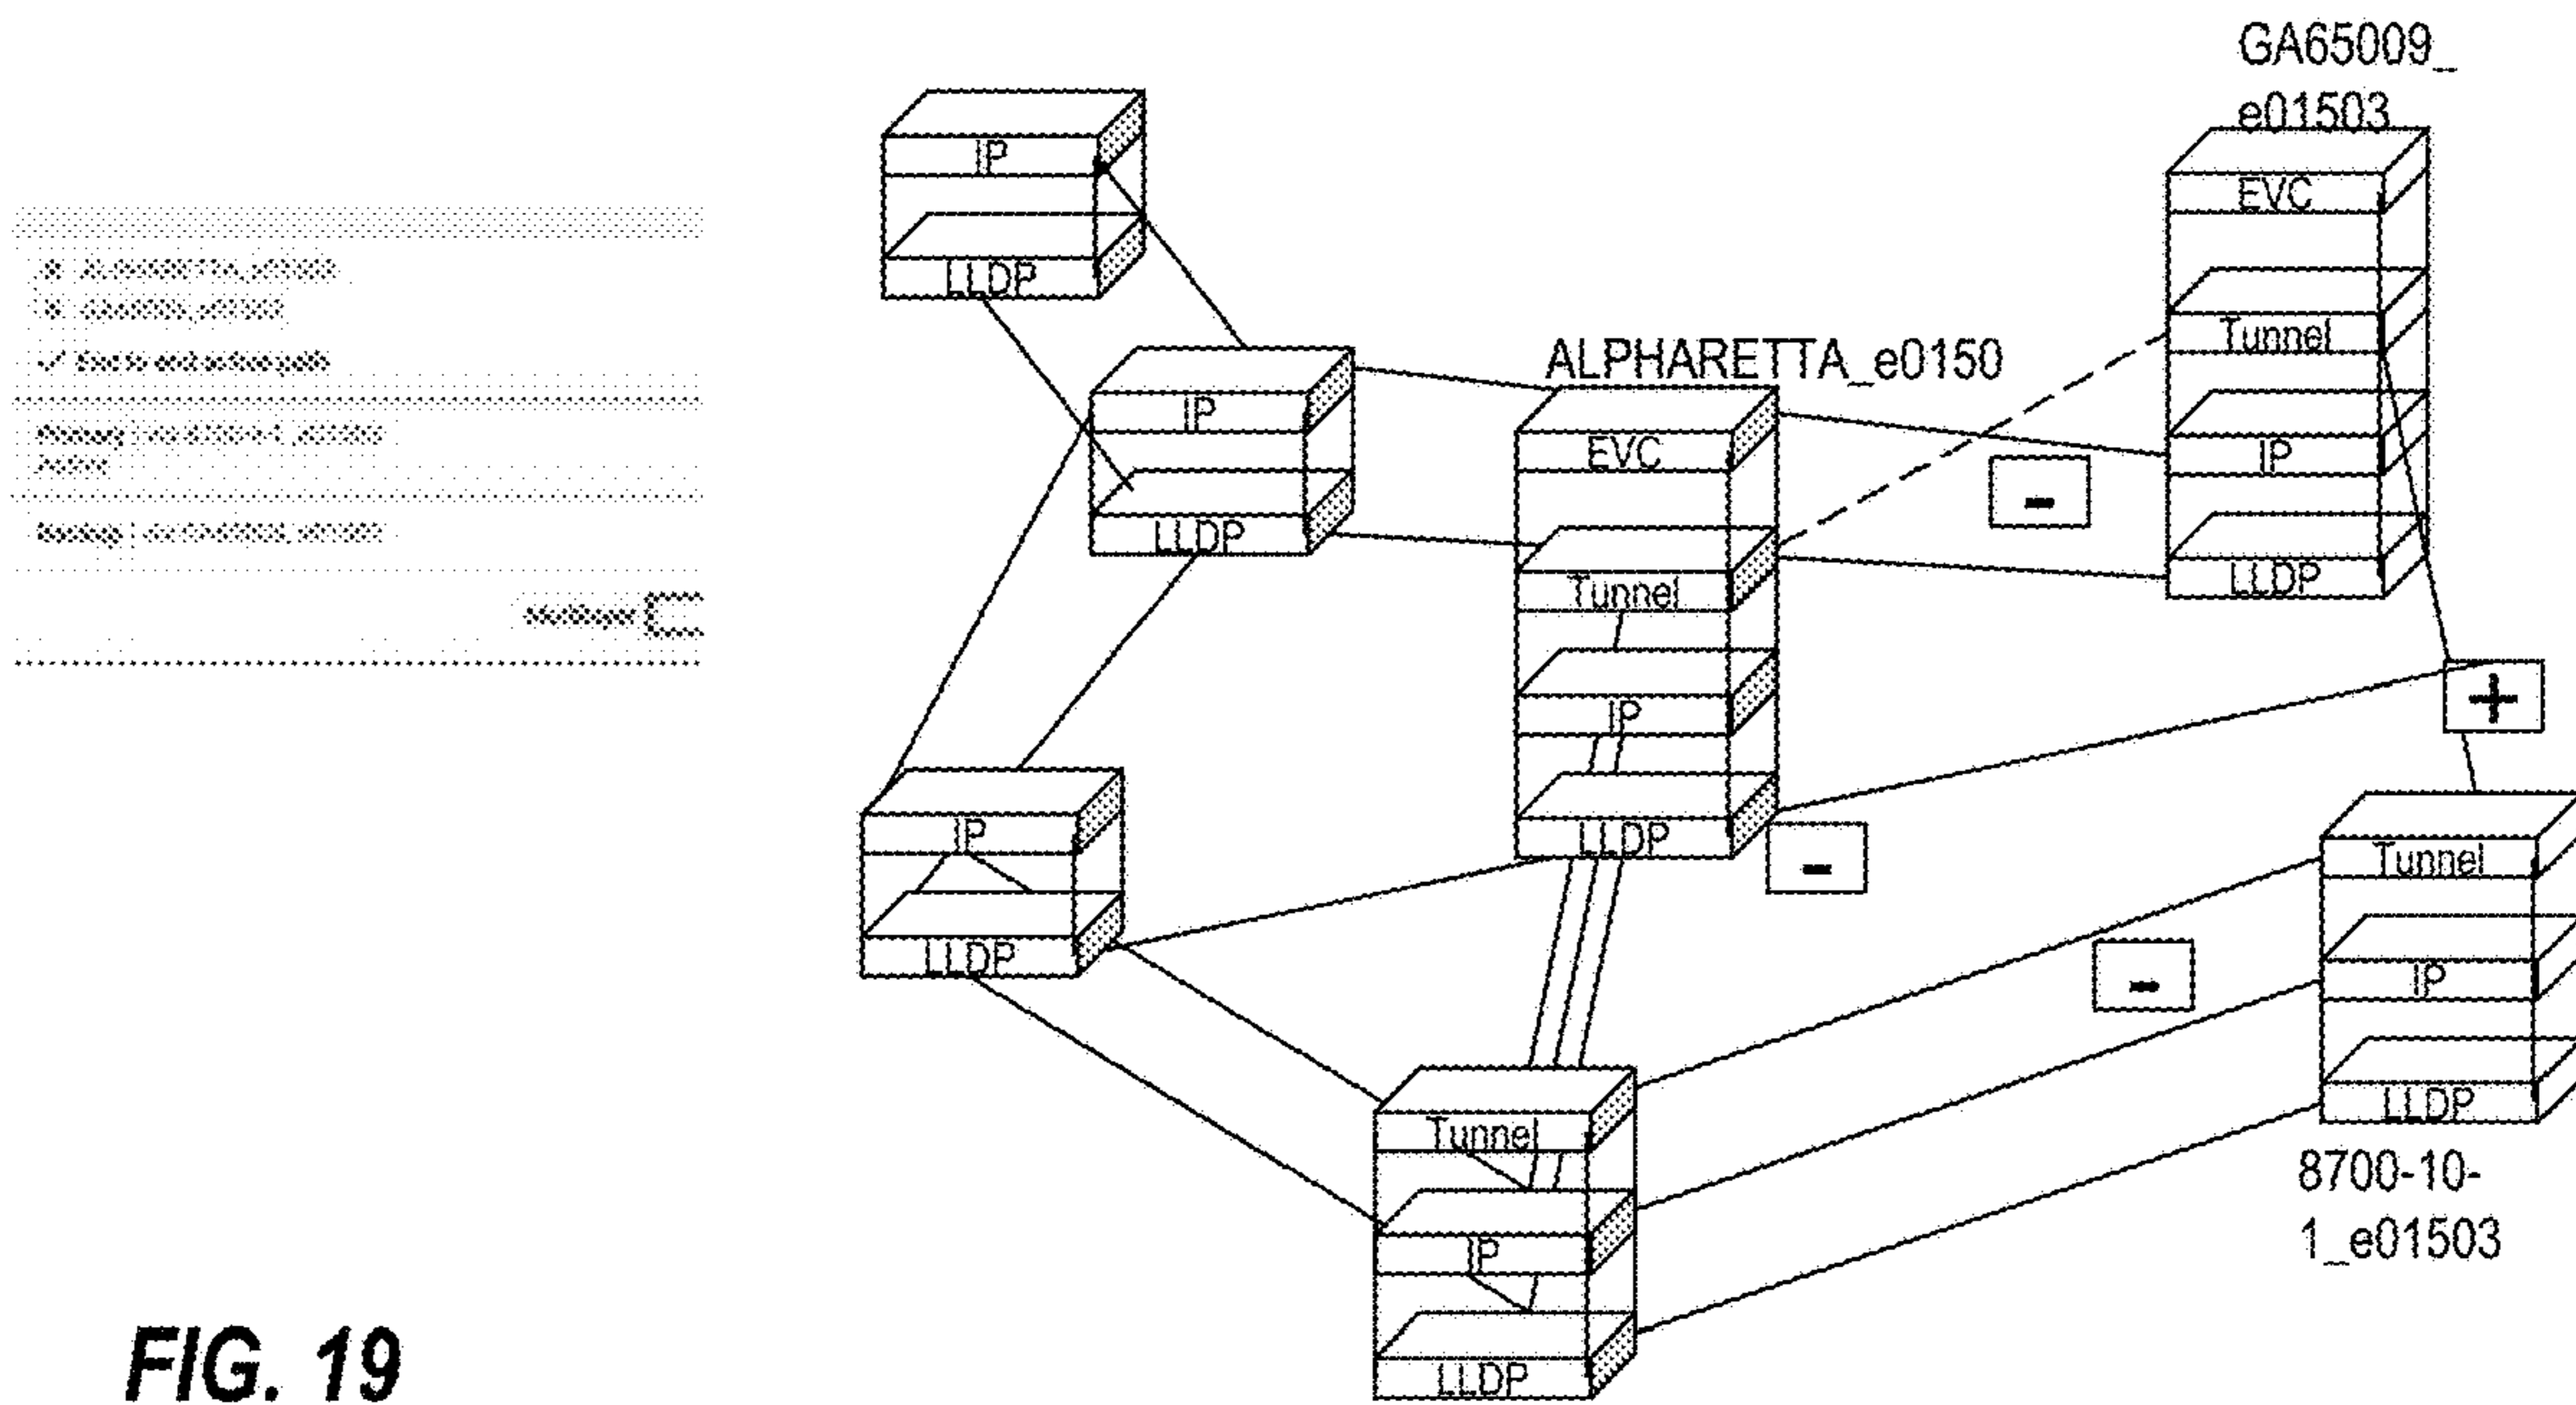 GA65009_
e01503
IP
LLDP
EVC
Tunnel
IP
LLDP
IP
LLDP
ALPHARETTA_e0150
EVC
Tunnel
IP
LLDP
IP
LLDP
+
-
-
-
Tunnel
IP
LLDP
8700-10-
1_e01503
Tunnel
IP
LLDP
FIG. 19